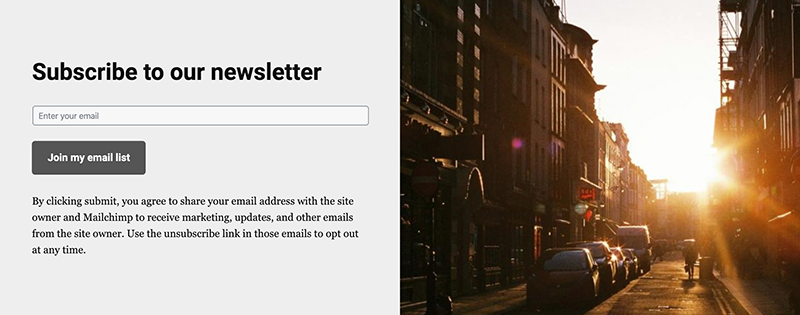 Subscribe to our newsletter
Enter your email
Join my email list
By clicking submit, you agree to share your email address with the site
owner and Mailchimp to receive marketing, updates, and other emails
from the site owner. Use the unsubscribe link in those emails to opt out
at any time.